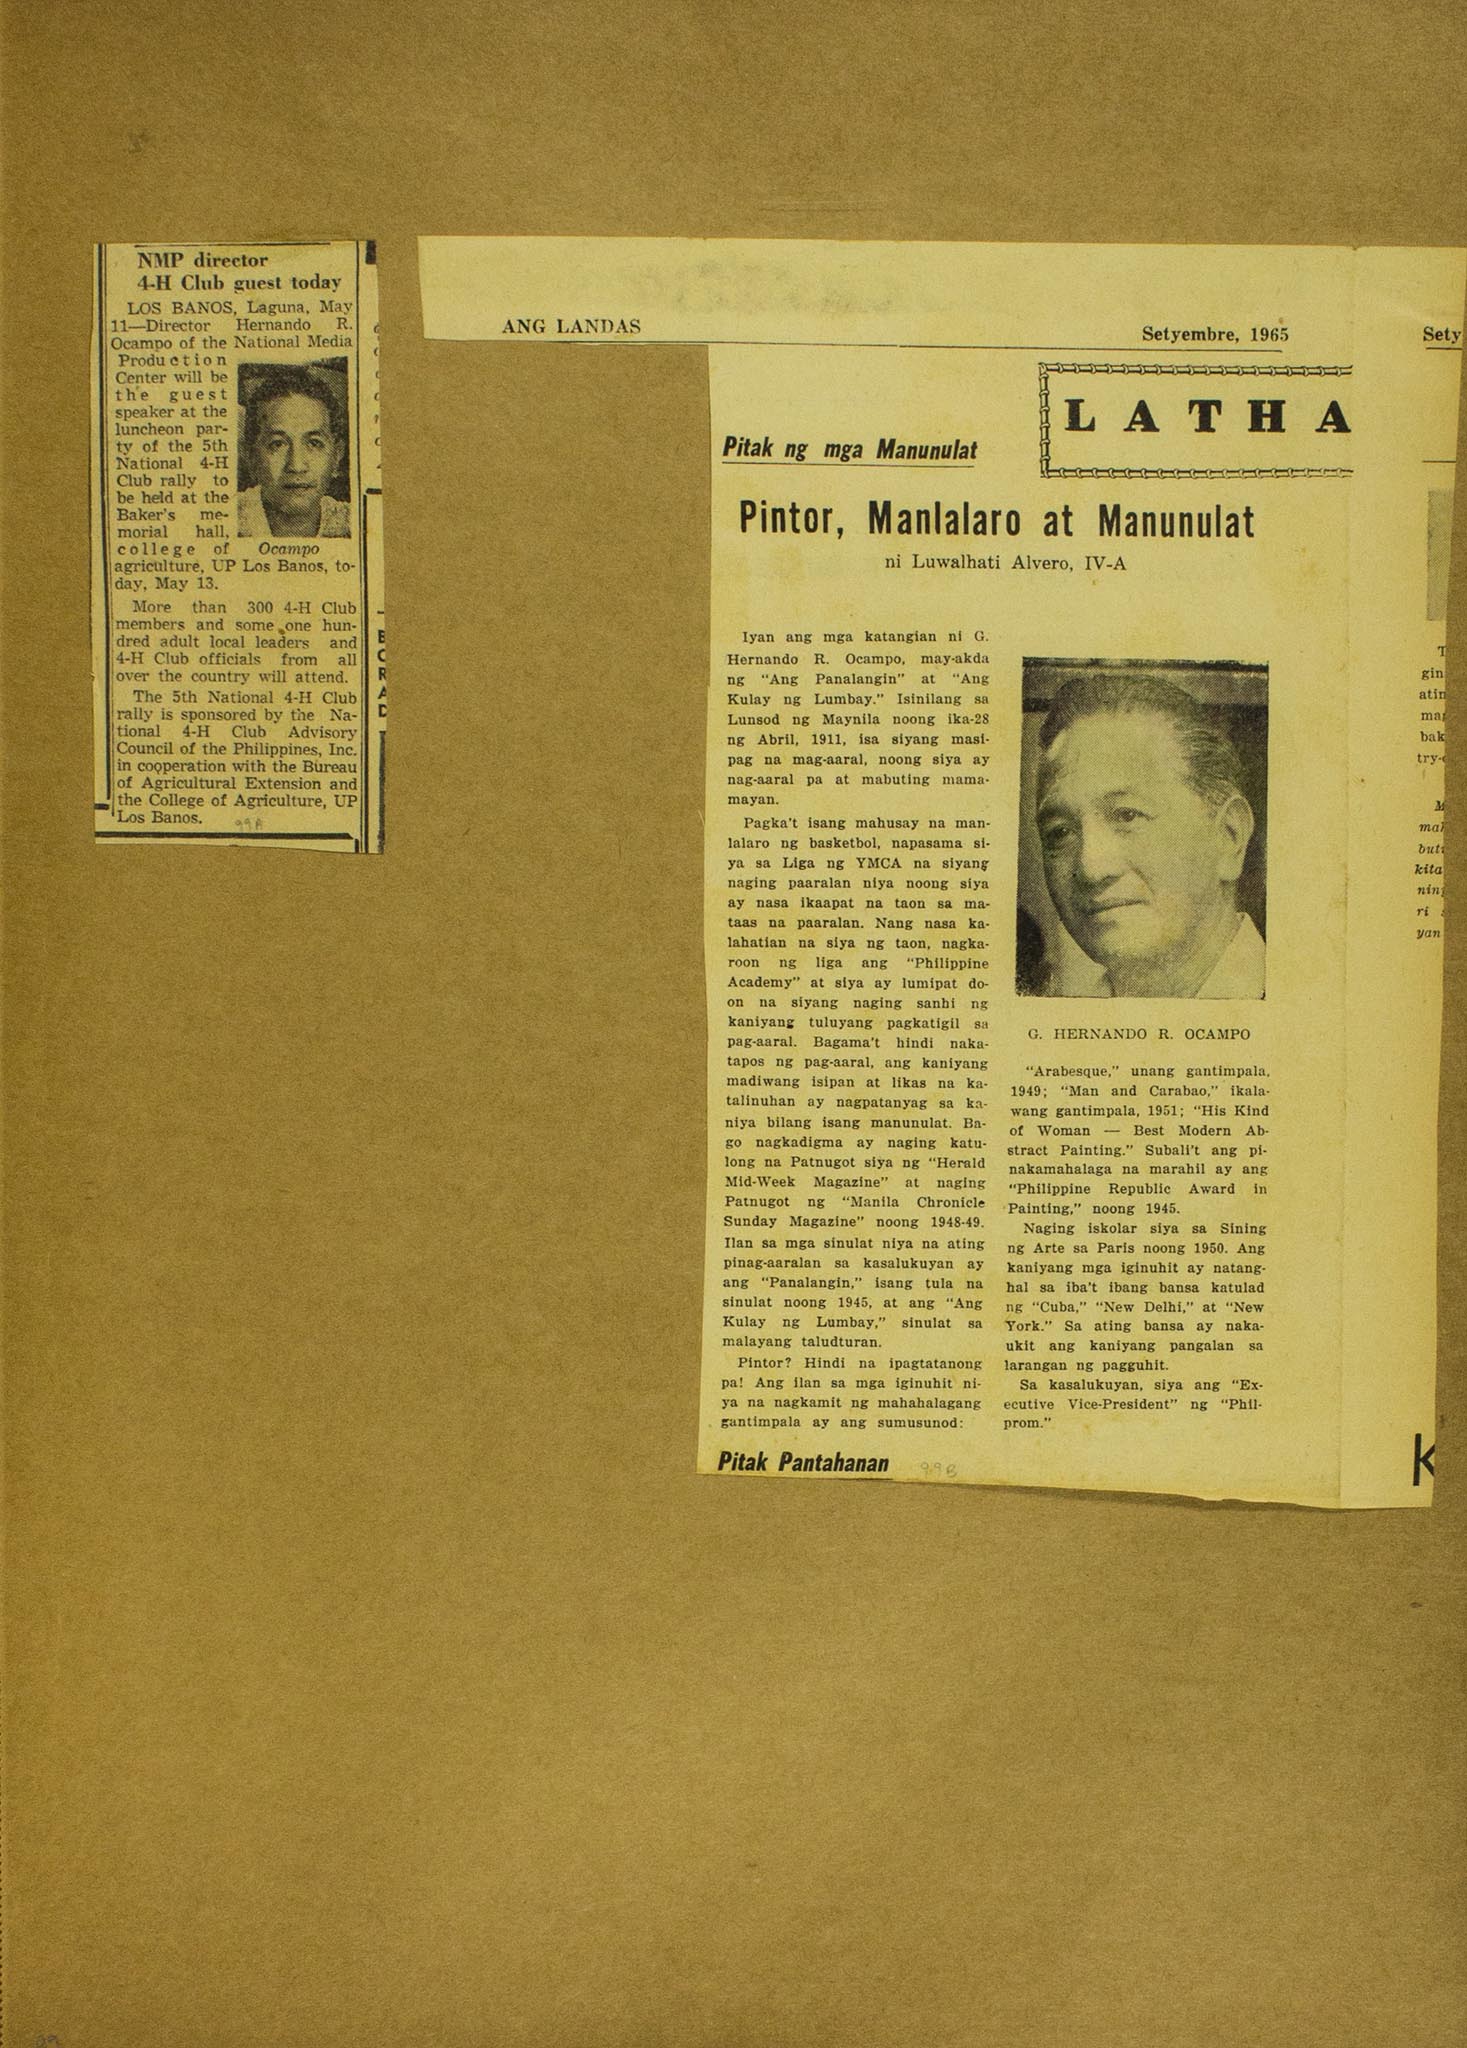 NMP director
4-H Club guest today
LOS BANOS, Laguna, May
11—Director Hernando R.
Ocampo of the National Media
Production
Center will be
the guest
speaker at the
luncheon par-
ty of the 5th
National 4-H
Club rally to
be held at the
Baker's me-
morial hall,
college of
Ocampo
agriculture, UP Los Banos, to-
day, May 13.
More than 300 4-H Club
members and some one hun-
dred adult local leaders and
4-H Club officials from all
over the country will attend.
The 5th National 4-H Club
rally is sponsored by the Na-
tional 4-H Club Advisory
Council of the Philippines, Inc.
in cooperation with the Bureau
of Agricultural Extension and
the College of Agriculture, UP
Los Banos.
99A
ANG LANDAS
Setyembre, 1965
LATHA
Pitak ng mga Manunulat
Pintor, Manlalaro at Manunulat
ni Luwalhati Alvero, IV-A
Iyan ang mga katangian ni G.
Hernando R. Ocampo, may-akda
ng "Ang Panalangin" at "Ang
Kulay ng Lumbay." Isinilang sa
Lunsod ng Maynila noong ika-28
ng Abril, 1911, isa siyang masi-
pag na mag-aaral, noong siya ay
nag-aaral pa at mabuting mama-
mayan.
Pagka't isang mahusay na man-
lalaro ng basketbol, napasama si-
ya sa Liga ng YMCA na siyang
naging paaralan niya noong siya
ay nasa ikaapat na taon sa ma-
taas na paaralan. Nang nasa ka-
lahatian na siya ng taon, nagka-
roon ng liga ang "Philippine
Academy" at siya ay lumipat do-
on na siyang naging sanhi ng
kaniyang tuluyang pagkatigil sa
pag-aaral. Bagama't hindi naka-
tapos ng pag-aaral, ang kaniyang
madiwang isipan at likas na ka-
talinuhan ay nagpatanyag sa ka-
niya bilang isang manunulat. Ba-
go nagkadigma ay naging katu-
long na Patnugot siya ng "Herald
Mid-Week Magazine" at naging
Patnugot ng "Manila Chronicle
Sunday Magazine" noong 1948-49.
Ilan sa mga sinulat niya na ating
pinag-aaralan sa kasalukuyan ay
ang "Panalangin," isang tula na
sinulat noong 1945, at ang "Ang
Kulay ng Lumbay," sinulat sa
malayang taludturan.
Pintor? Hindi na ipagtatanong
pa! Ang ilan sa mga iginuhit ni-
ya na nagkamit ng mahahalagang
gantimpala ay ang sumusunod:
G. HERNANDO R. OCAMPO
"Arabesque," unang gantimpala,
1949; "Man and Carabao," ikala-
wang gantimpala, 1951; "His Kind
of Woman — Best Modern Ab-
stract Painting." Subali't ang pi-
nakamahalaga na marahil ay ang
"Philippine Republic Award in
Painting," noong 1945.
Naging iskolar siya sa Sining
ng Arte sa Paris noong 1950. Ang
kaniyang mga iginuhit ay natang-
hal sa iba't ibang bansa katulad
ng "Cuba," "New Delhi," at "New
York." Sa ating bansa ay naka-
ukit ang kaniyang pangalan sa
larangan ng pagguhit.
Sa kasalukuyan, siya ang "Ex-
ecutive Vice-President" ng "Phil-
prom."
Pitak Pantahanan
99B
Sety
gin
atin
bak
try-
buti
kita
ri
yan
K